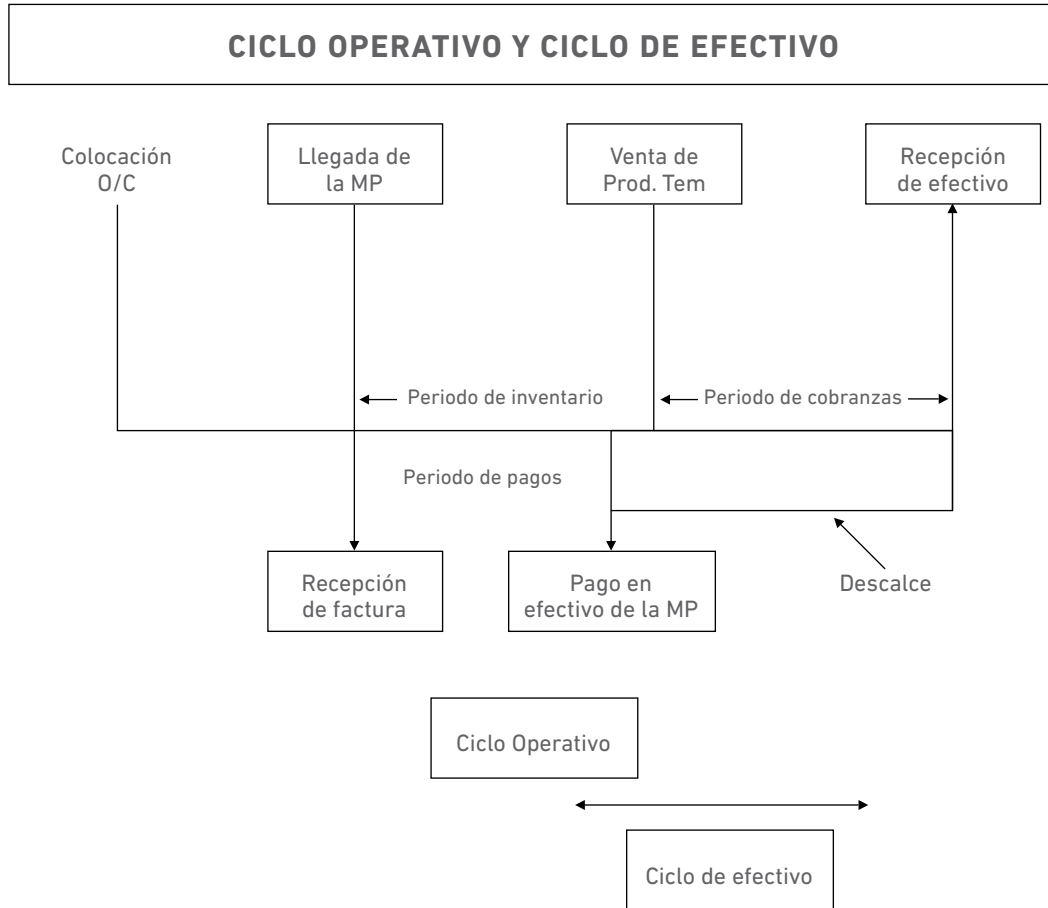 CICLO OPERATIVO Y CICLO DE EFECTIVO
Colocación
O/C
Llegada de
la MP
Venta de
Prod. Tem
Recepción
de efectivo
Periodo de inventario
Periodo de cobranzas
Periodo de pagos
Recepción
de factura
Pago en
efectivo de la MP
Descalce
Ciclo Operativo
Ciclo de efectivo